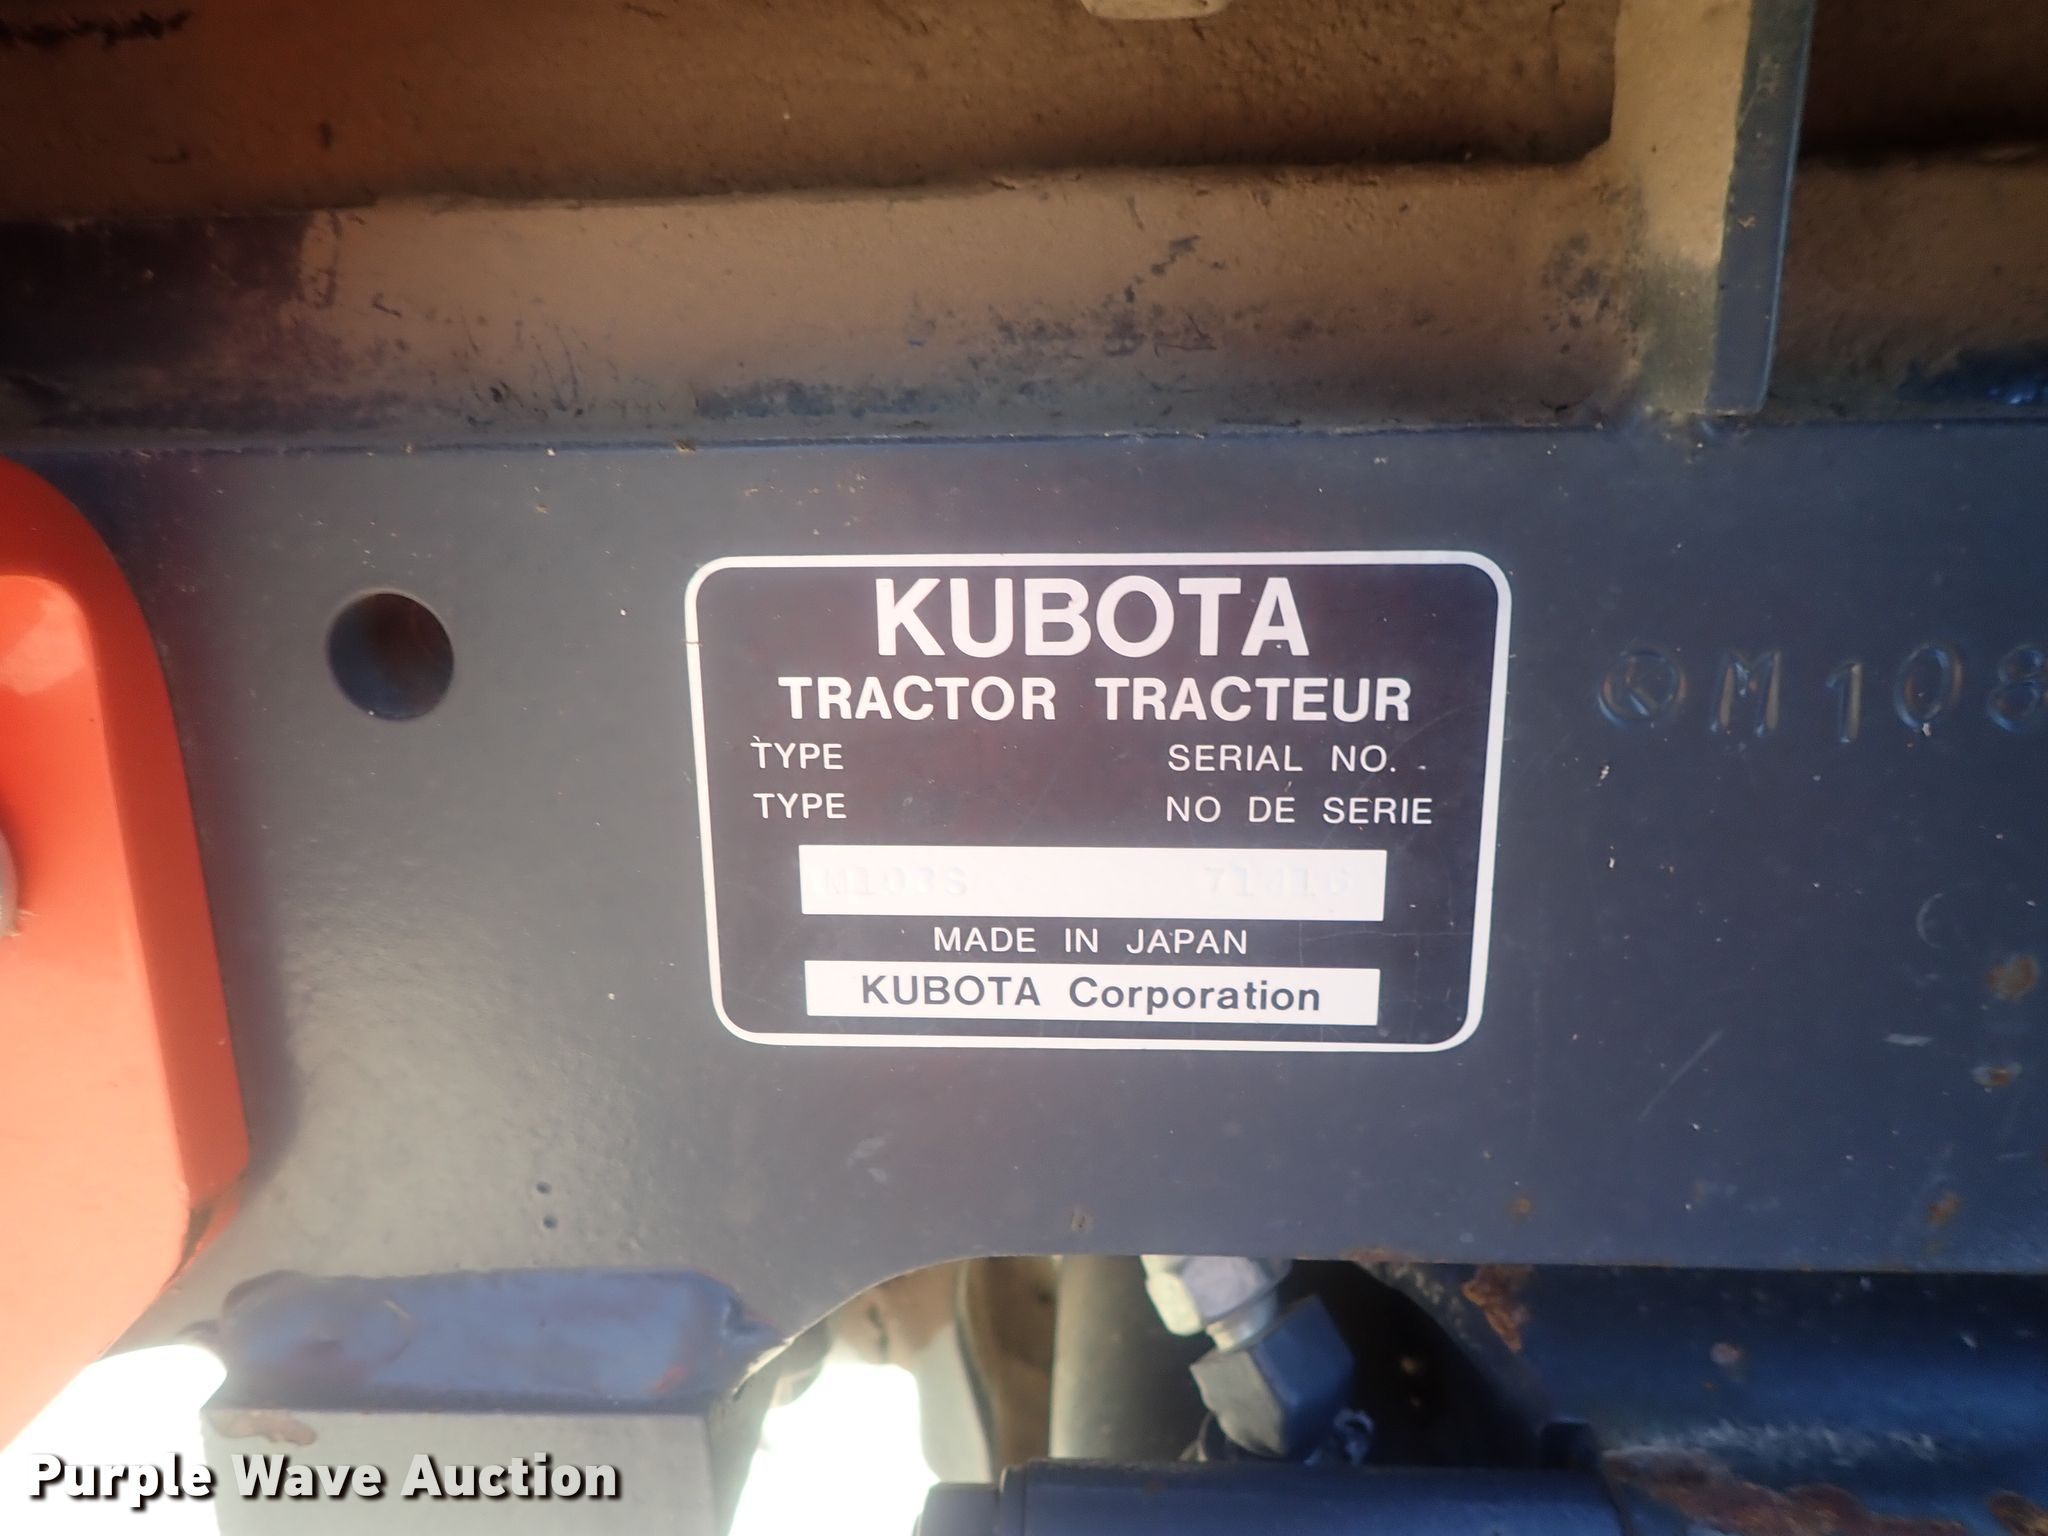 KUBOTA
TRACTOR TRACTEUR
TYPE SERIAL NO.
TYPE NO DE SERIE
M108S
MADE IN JAPAN
KUBOTA Corporation
M108
Purple Wave Auction